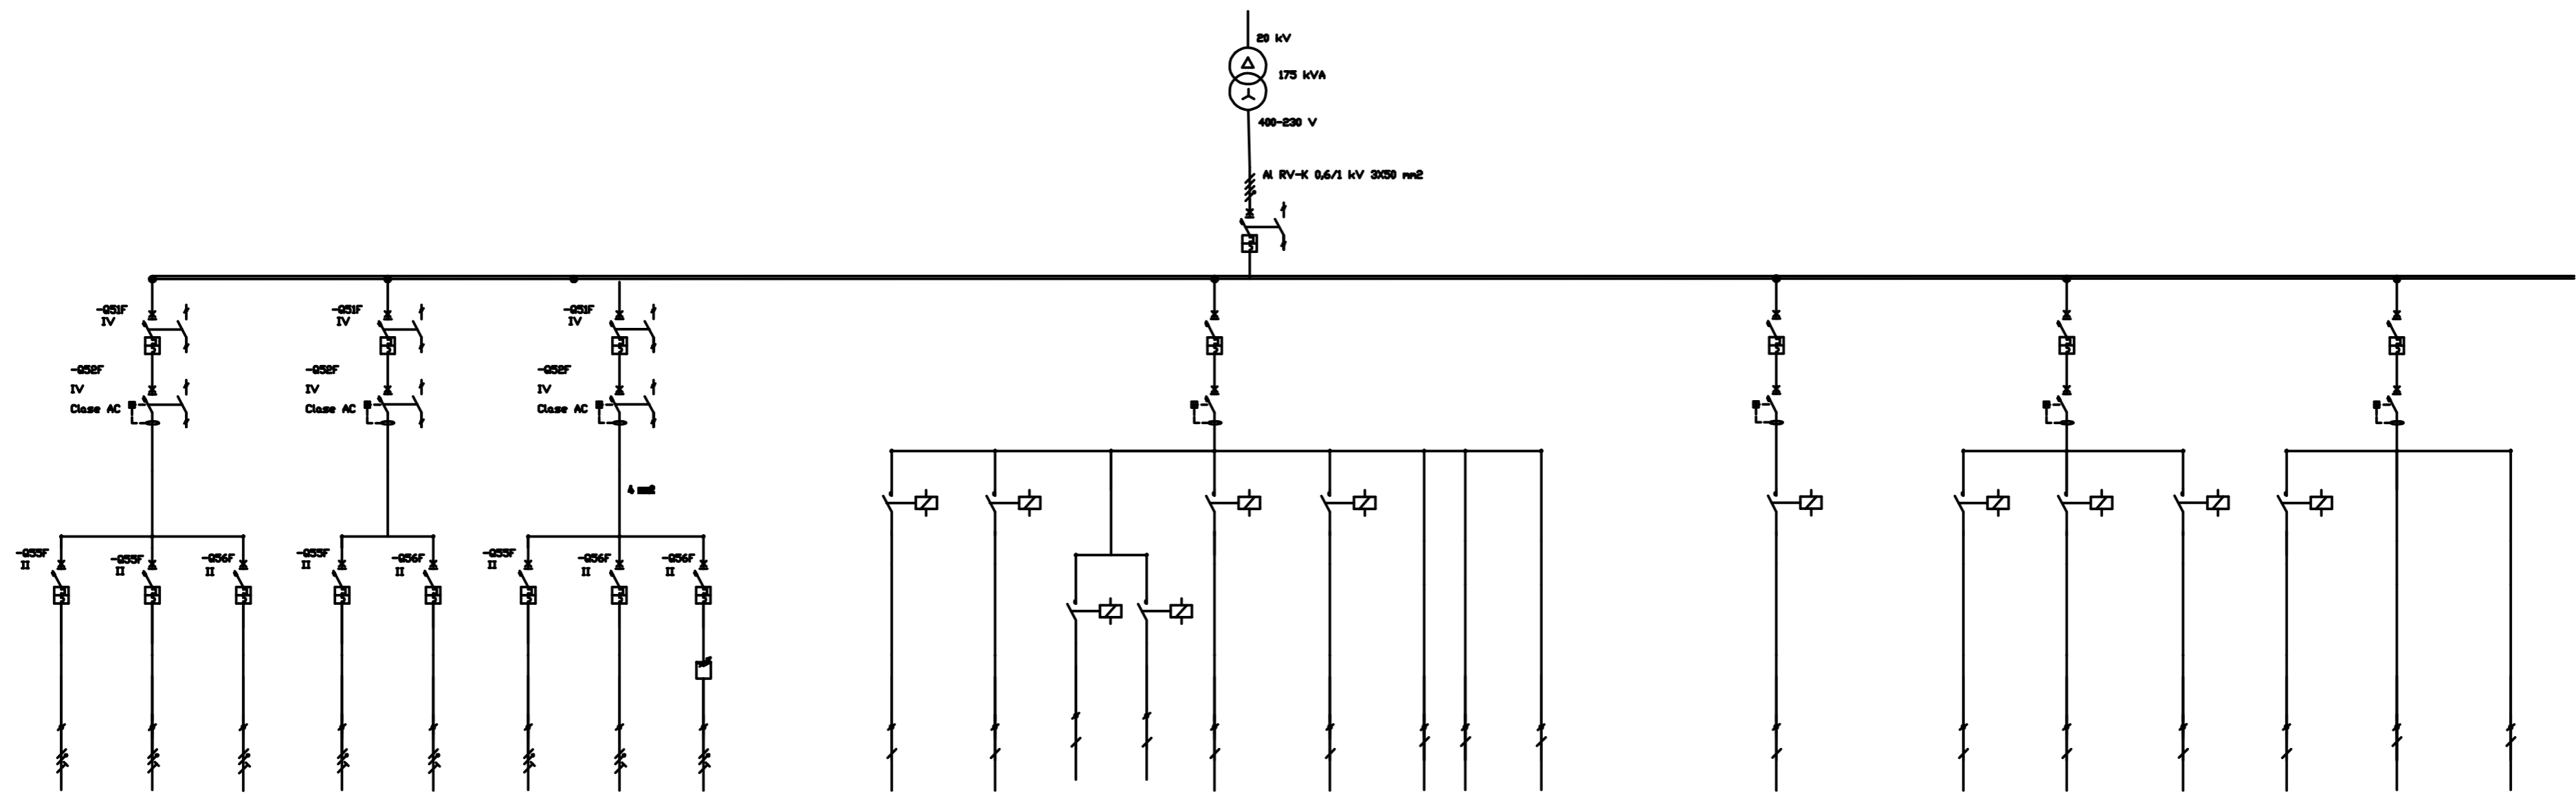 20 kV
175 kVA
400-230 V
Al RV-K 0,6/1 kV 3X50 mm2
-Q51F
IV
-Q51F
IV
-Q51F
IV
-Q52F
IV
Clase AC
-Q52F
IV
Clase AC
-Q52F
IV
Clase AC
4 mm2
-Q55F
II
-Q55F
II
-Q56F
II
-Q55F
II
-Q56F
II
-Q55F
II
-Q56F
II
-Q56F
II